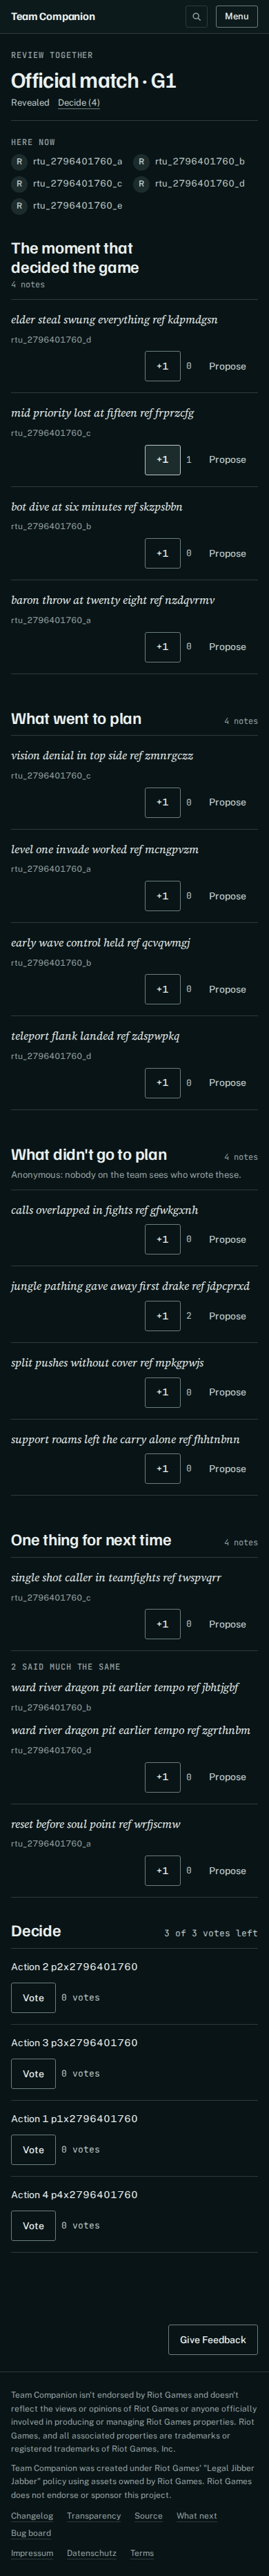 Team Companion
Menu
REVIEW TOGETHER
Official match · G1
Revealed Decide (4)
HERE NOW
R rtu_2796401760_a R rtu_2796401760_b
R rtu_2796401760_c R rtu_2796401760_d
R rtu_2796401760_e
The moment that
decided the game
4 notes
elder steal swung everything ref kdpmdgsn
rtu_2796401760_d
+1 0 Propose
mid priority lost at fifteen ref frprzcfg
rtu_2796401760_c
+1 1 Propose
bot dive at six minutes ref skzpsbbn
rtu_2796401760_b
+1 0 Propose
baron throw at twenty eight ref nzdqvrmv
rtu_2796401760_a
+1 0 Propose
What went to plan 4 notes
vision denial in top side ref zmnrgczz
rtu_2796401760_c
+1 0 Propose
level one invade worked ref mcngpvzm
rtu_2796401760_a
+1 0 Propose
early wave control held ref qcvqwmgj
rtu_2796401760_b
+1 0 Propose
teleport flank landed ref zdspwpkq
rtu_2796401760_d
+1 0 Propose
What didn't go to plan 4 notes
Anonymous: nobody on the team sees who wrote these.
calls overlapped in fights ref gfwkgxnh
+1 0 Propose
jungle pathing gave away first drake ref jdpcprxd
+1 2 Propose
split pushes without cover ref mpkgpwjs
+1 0 Propose
support roams left the carry alone ref fhhtnbnn
+1 0 Propose
One thing for next time 4 notes
single shot caller in teamfights ref twspvqrr
rtu_2796401760_c
+1 0 Propose
2 SAID MUCH THE SAME
ward river dragon pit earlier tempo ref jbhtjgbf
rtu_2796401760_b
ward river dragon pit earlier tempo ref zgrthnbm
rtu_2796401760_d
+1 0 Propose
reset before soul point ref wrfjscmw
rtu_2796401760_a
+1 0 Propose
Decide 3 of 3 votes left
Action 2 p2x2796401760
Vote 0 votes
Action 3 p3x2796401760
Vote 0 votes
Action 1 p1x2796401760
Vote 0 votes
Action 4 p4x2796401760
Vote 0 votes
Give Feedback
Team Companion isn't endorsed by Riot Games and doesn't
reflect the views or opinions of Riot Games or anyone officially
involved in producing or managing Riot Games properties. Riot
Games, and all associated properties are trademarks or
registered trademarks of Riot Games, Inc.
Team Companion was created under Riot Games' "Legal Jibber
Jabber" policy using assets owned by Riot Games. Riot Games
does not endorse or sponsor this project.
Changelog Transparency Source What next
Bug board
Impressum Datenschutz Terms